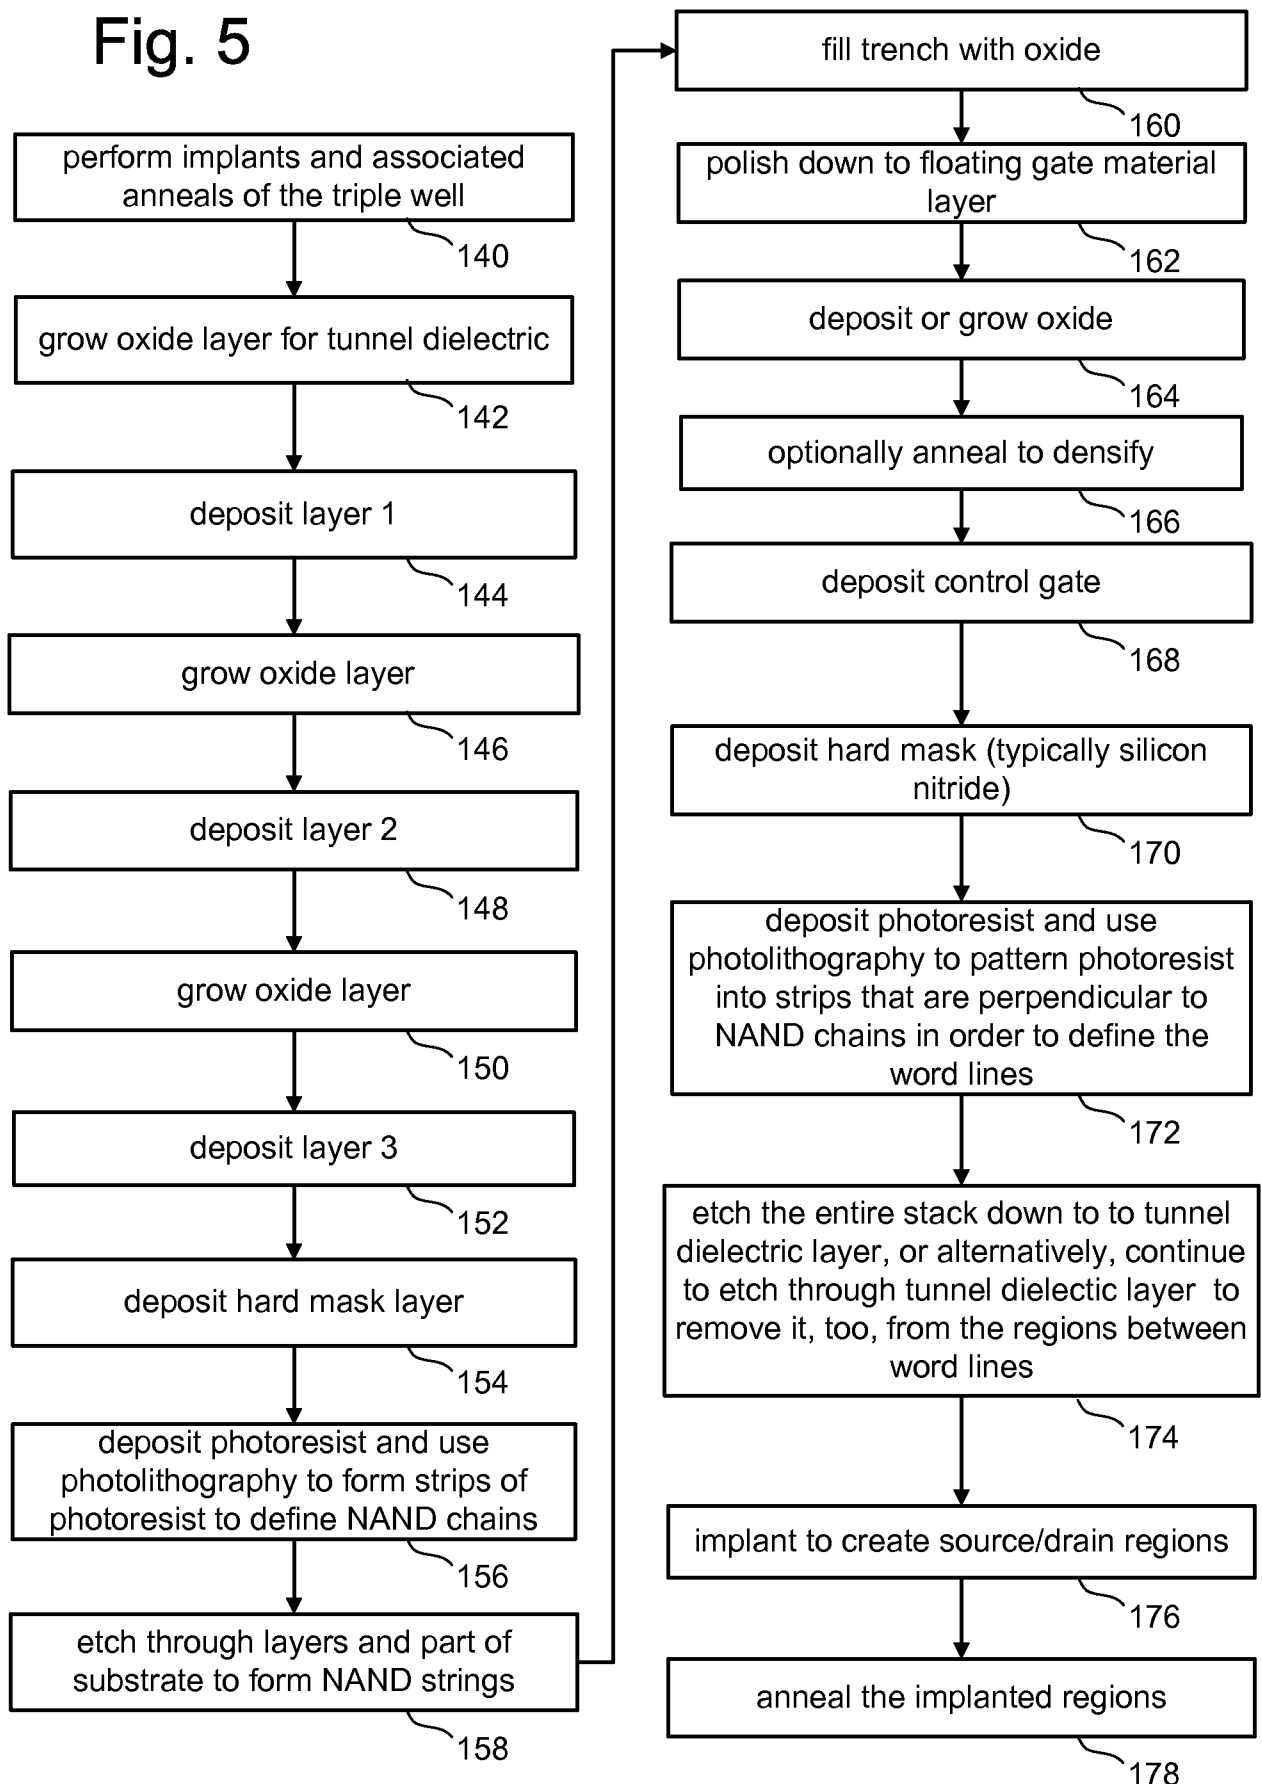 Fig. 5
perform implants and associated
anneals of the triple well
140
grow oxide layer for tunnel dielectric
142
deposit layer 1
144
grow oxide layer
146
deposit layer 2
148
grow oxide layer
150
deposit layer 3
152
deposit hard mask layer
154
deposit photoresist and use
photolithography to form strips of
photoresist to define NAND chains
156
etch through layers and part of
substrate to form NAND strings
158
fill trench with oxide
160
polish down to floating gate material
layer
162
deposit or grow oxide
164
optionally anneal to densify
166
deposit control gate
168
deposit hard mask (typically silicon
nitride)
170
deposit photoresist and use
photolithography to pattern photoresist
into strips that are perpendicular to
NAND chains in order to define the
word lines
172
etch the entire stack down to to tunnel
dielectric layer, or alternatively, continue
to etch through tunnel dielectic layer  to
remove it, too, from the regions between
word lines
174
implant to create source/drain regions
176
anneal the implanted regions
178